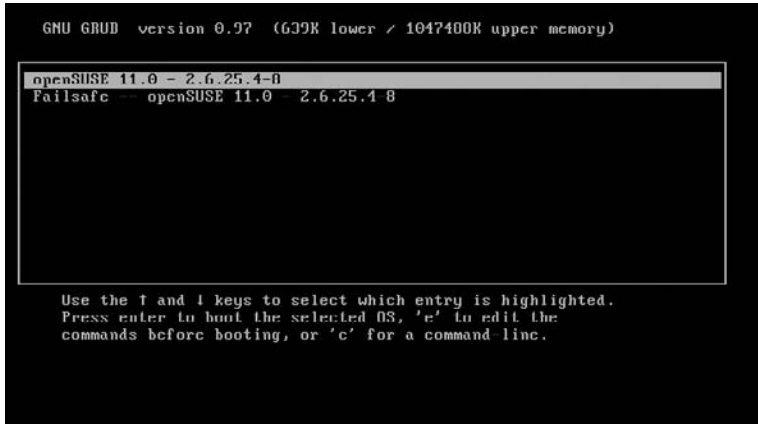 GNU GRUB  version 0.97  (639K lower / 1047400K upper memory)
openSUSE 11.0 - 2.6.25.4-8
Failsafe -- openSUSE 11.0 - 2.6.25.4-8
Use the ↑ and ↓ keys to select which entry is highlighted.
Press enter to boot the selected OS, 'e' to edit the
commands before booting, or 'c' for a command-line.